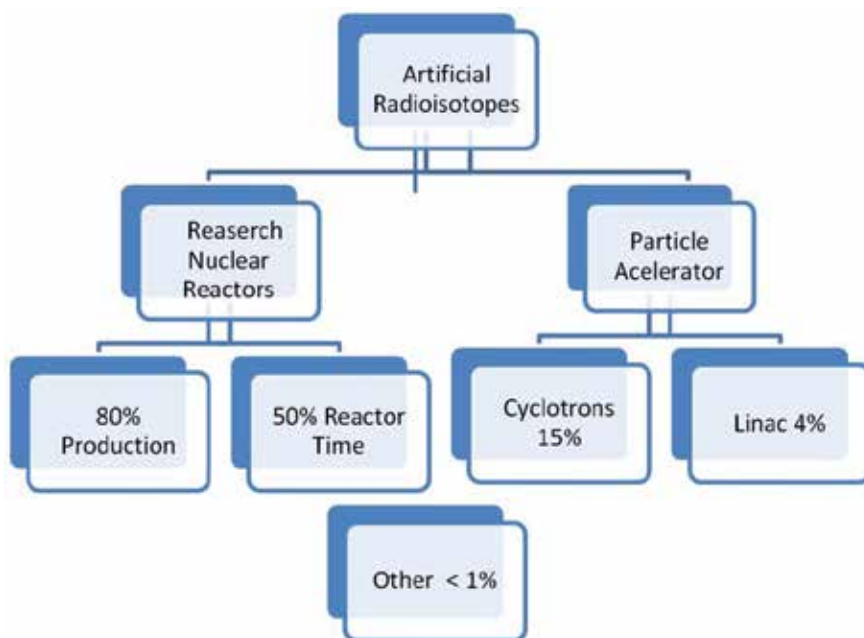 Artificial
Radioisotopes
Reaserch
Nuclear
Reactors
Particle
Acelerator
80%
Production
50% Reactor
Time
Cyclotrons
15%
Linac 4%
Other < 1%